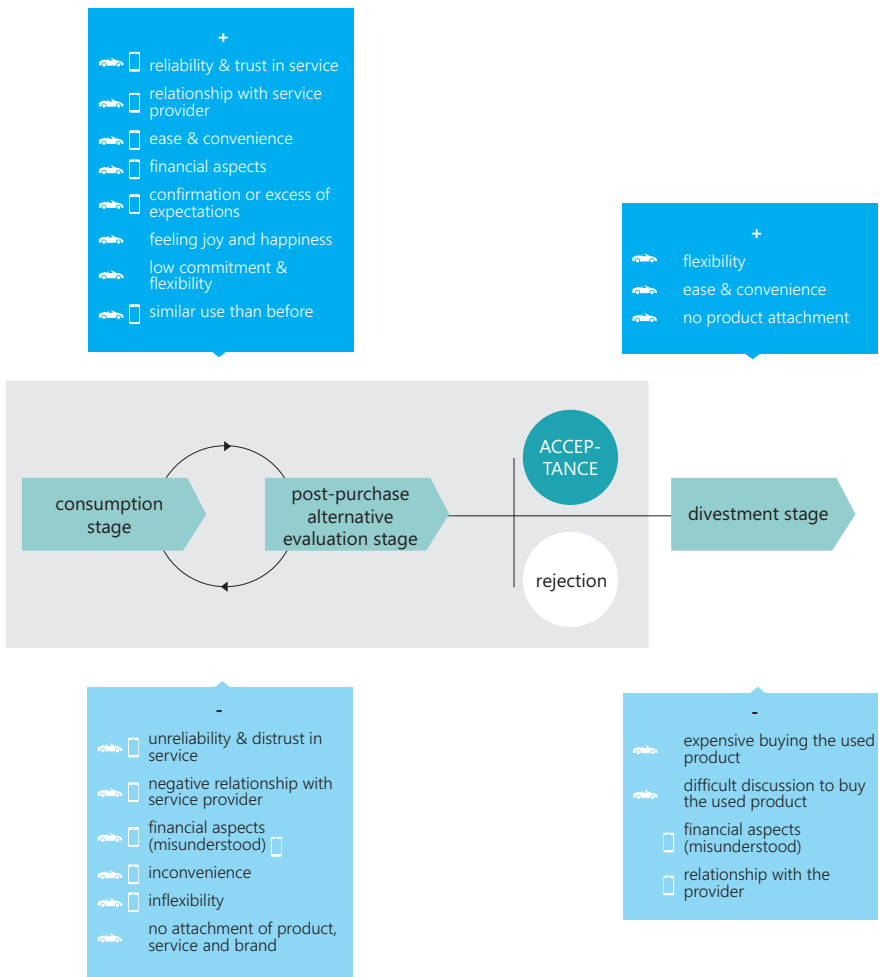 +
reliability & trust in service
relationship with service
provider
ease & convenience
financial aspects
confirmation or excess of
expectations
feeling joy and happiness
low commitment &
flexibility
similar use than before
+
flexibility
ease & convenience
no product attachment
consumption
stage
post-purchase
alternative
evaluation stage
ACCEP-
TANCE
rejection
divestment stage
-
unreliability & distrust in
service
negative relationship with
service provider
financial aspects
(misunderstood)
inconvenience
inflexibility
no attachment of product,
service and brand
-
expensive buying the used
product
difficult discussion to buy
the used product
financial aspects
(misunderstood)
relationship with the
provider